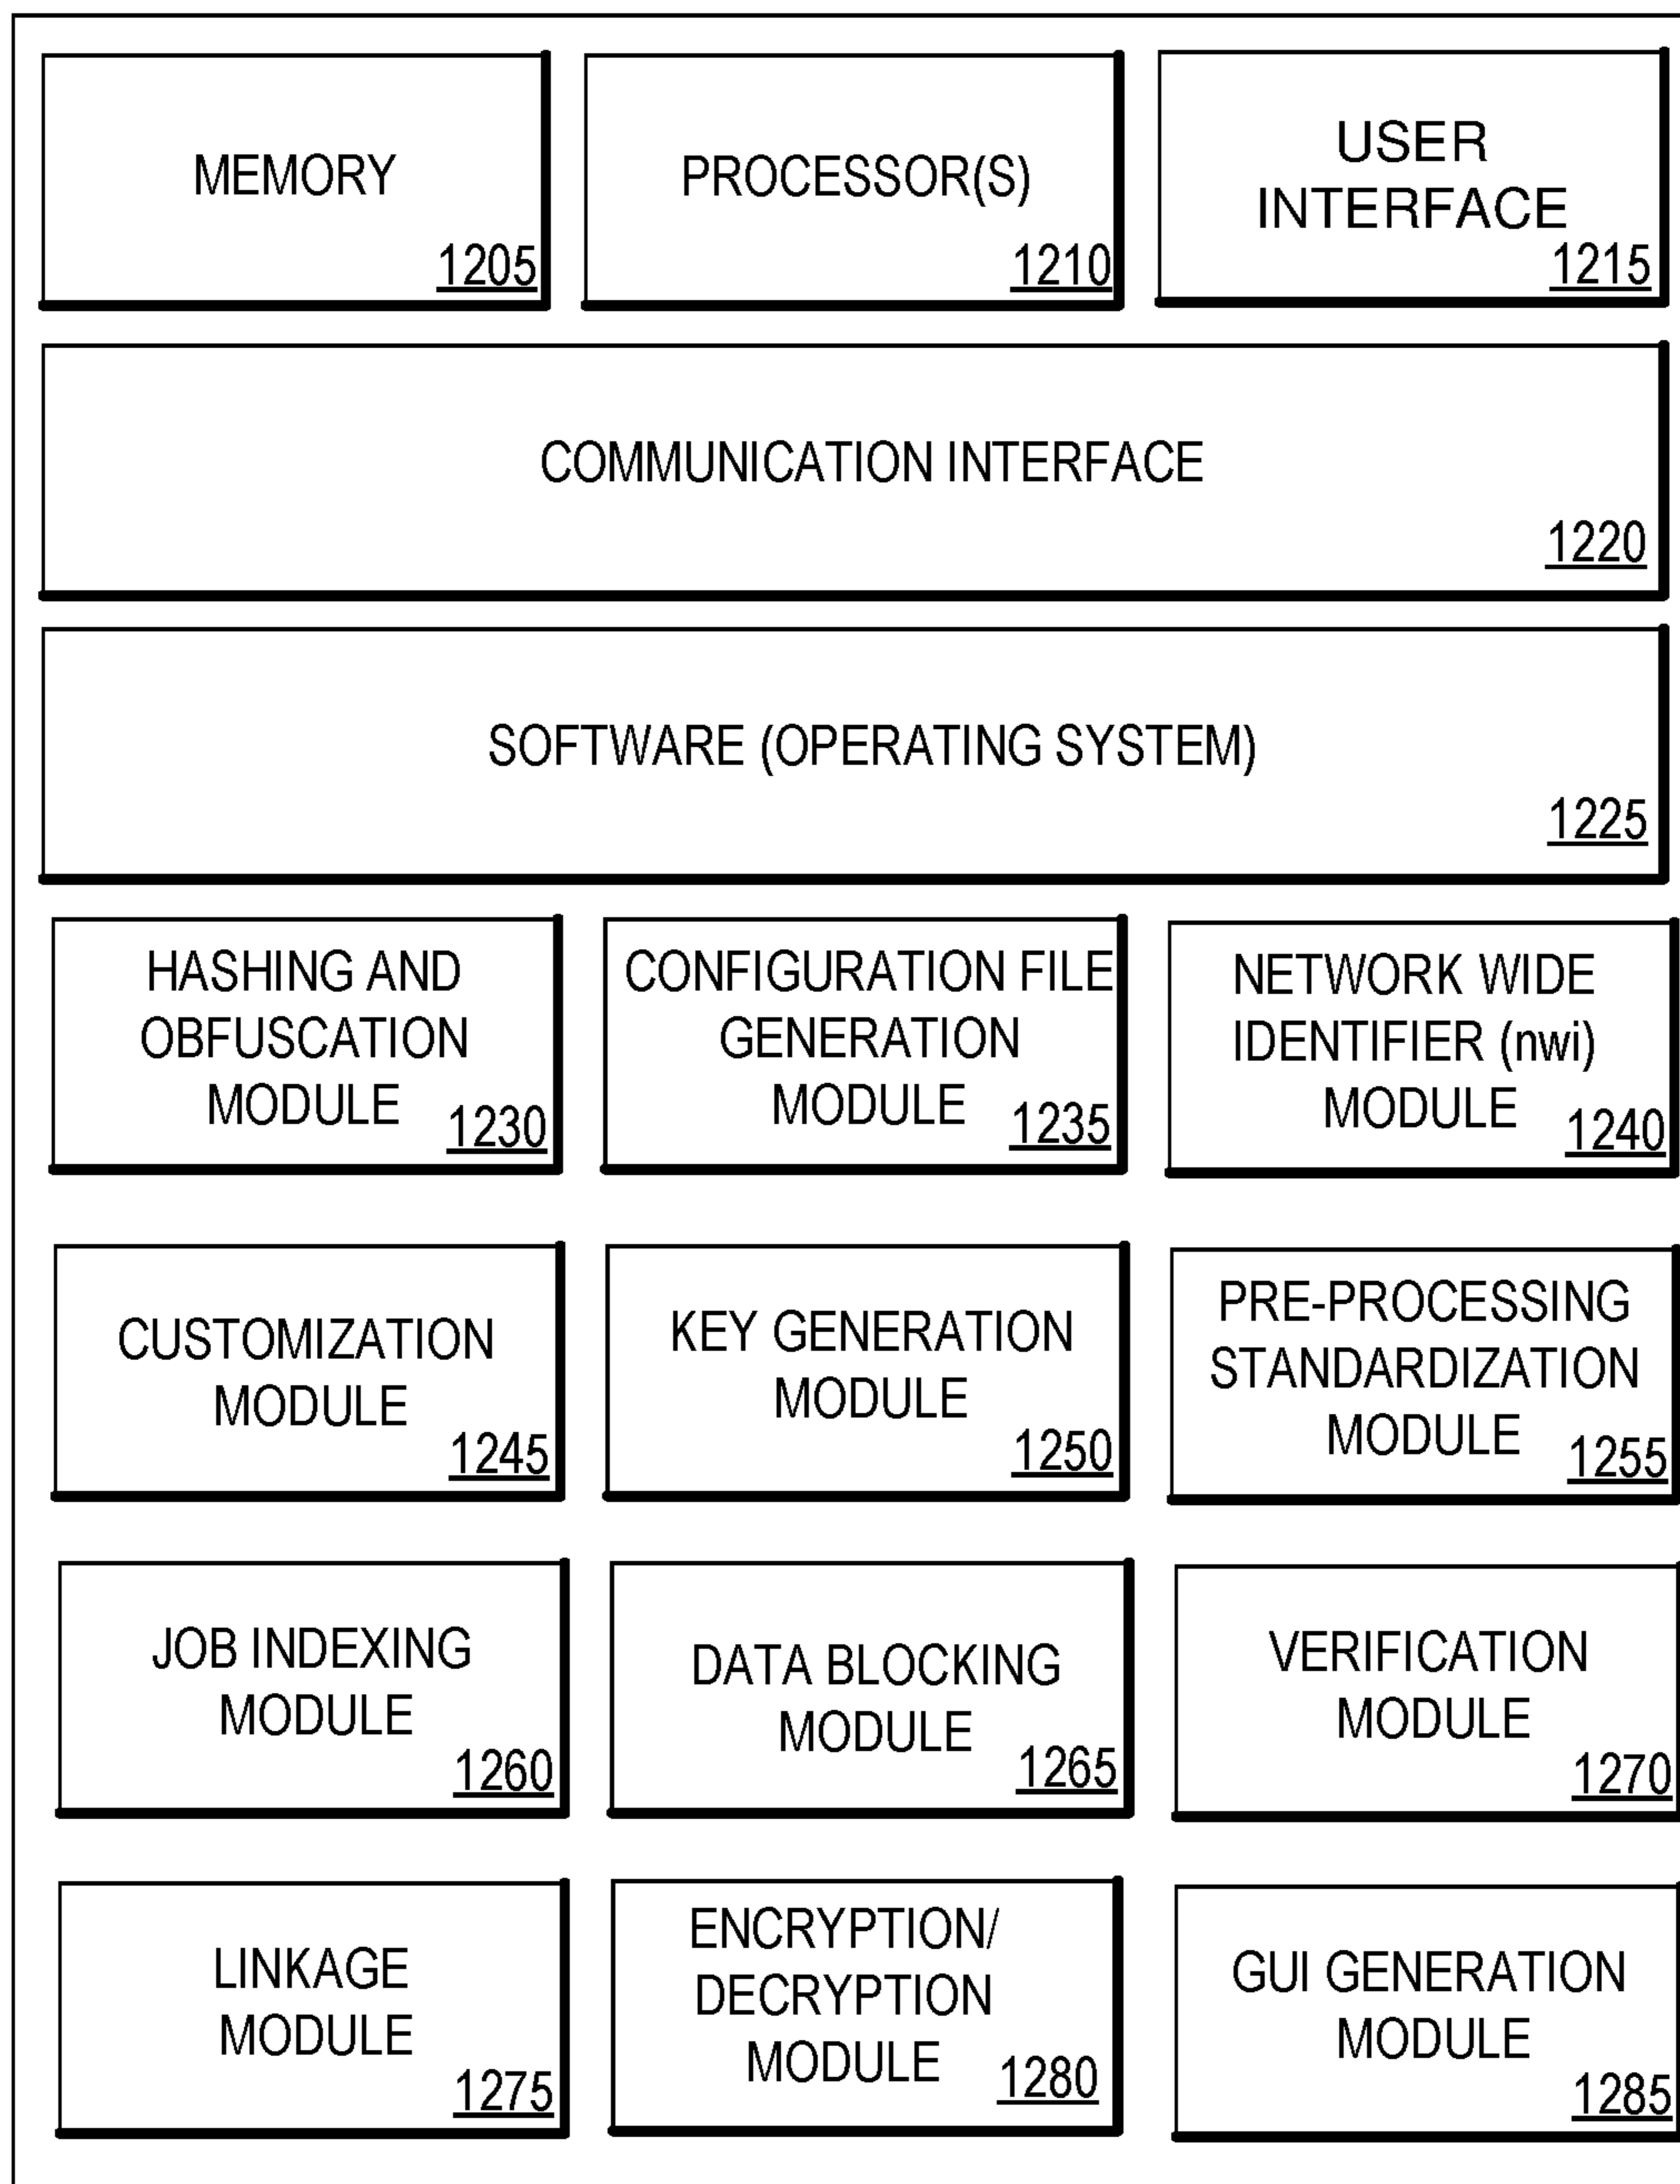 MEMORY
1205
PROCESSOR(S)
1210
USER
INTERFACE
1215
COMMUNICATION INTERFACE
1220
SOFTWARE (OPERATING SYSTEM)
1225
HASHING AND
OBFUSCATION
MODULE
1230
CONFIGURATION FILE
GENERATION
MODULE
1235
NETWORK WIDE
IDENTIFIER (nwi)
MODULE
1240
CUSTOMIZATION
MODULE
1245
KEY GENERATION
MODULE
1250
PRE-PROCESSING
STANDARDIZATION
MODULE
1255
JOB INDEXING
MODULE
1260
DATA BLOCKING
MODULE
1265
VERIFICATION
MODULE
1270
LINKAGE
MODULE
1275
ENCRYPTION/
DECRYPTION
MODULE
1280
GUI GENERATION
MODULE
1285